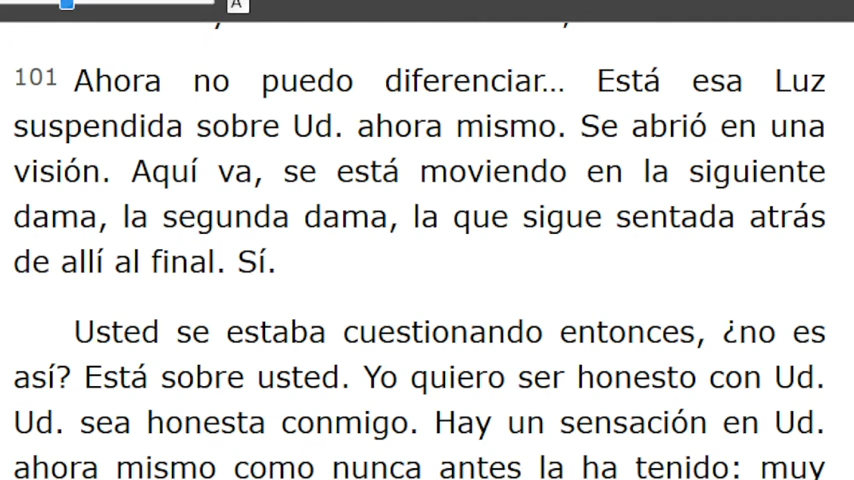 A
101 Ahora no puedo diferenciar... Está esa Luz
suspendida sobre Ud. ahora mismo. Se abrió en una
visión. Aquí va, se está moviendo en la siguiente
dama, la segunda dama, la que sigue sentada atrás
de allí al final. Sí.
Usted se estaba cuestionando entonces, ¿no es
así? Está sobre usted. Yo quiero ser honesto con Ud.
Ud. sea honesta conmigo. Hay un sensación en Ud.
ahora mismo como nunca antes la ha tenido: muy